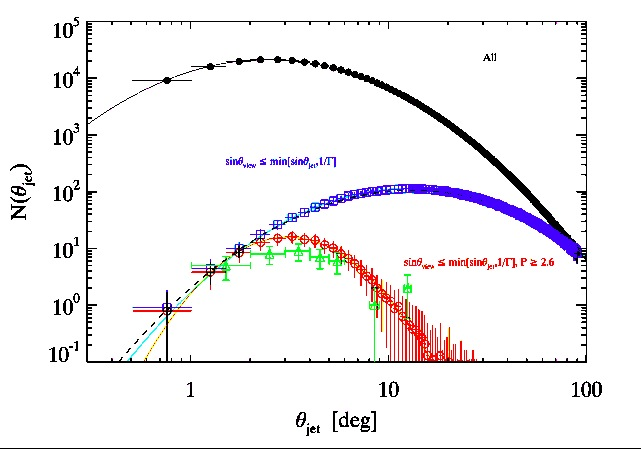 10^5
All
10^4
10^3
sinθ_view ≤ min[sinθ_jet,1/Γ]
N(θ_jet)
10^2
10^1
sinθ_view ≤ min[sinθ_jet,1/Γ], P ≥ 2.6
10^0
10^-1
1 10 100
θ_jet [deg]